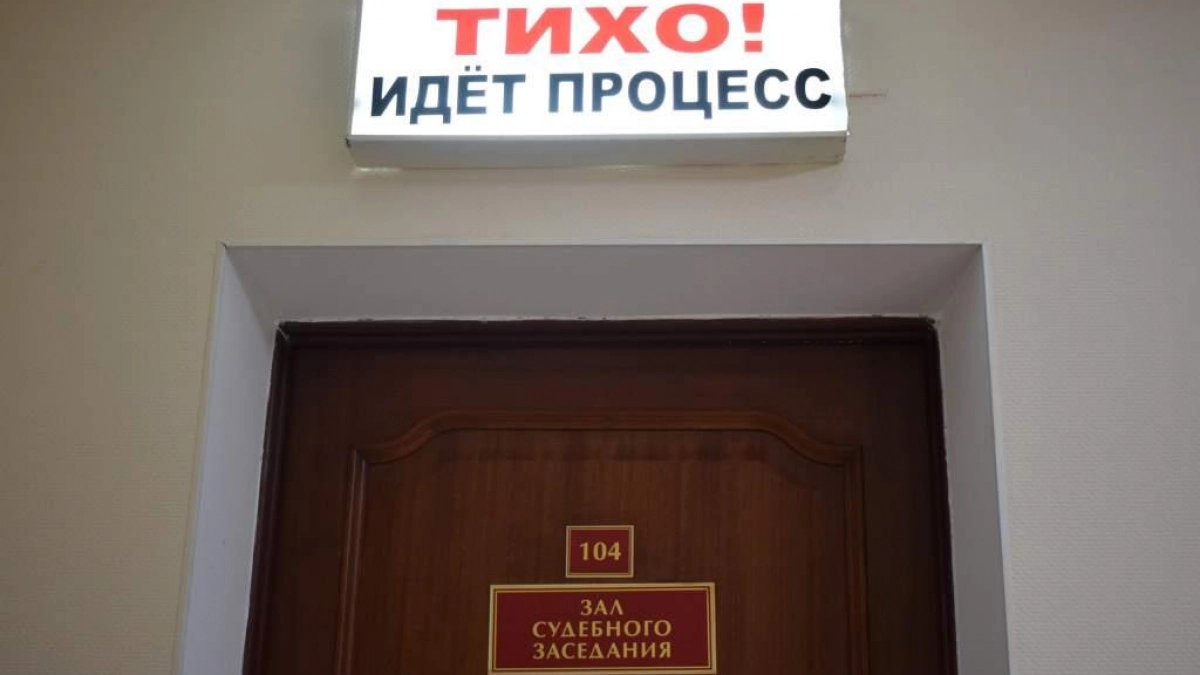 ТИХО!
ИДЁТ ПРОЦЕСС
104
ЗАЛ
СУДЕБНОГО
ЗАСЕДАНИЯ